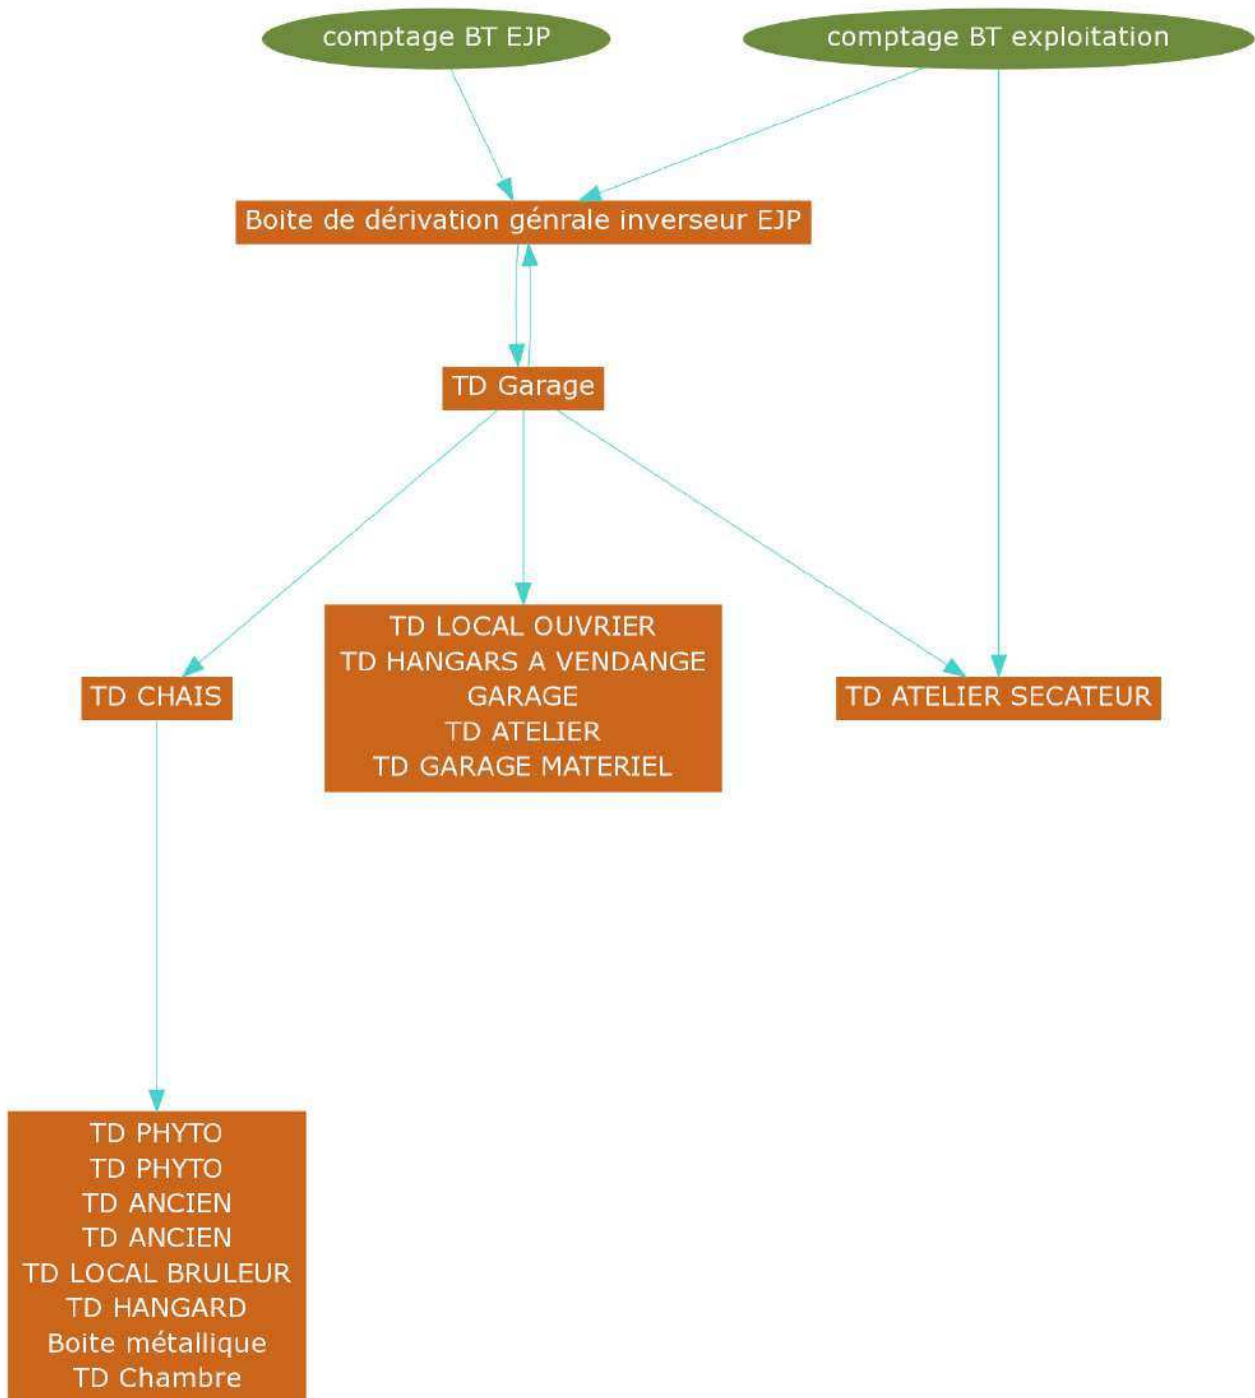 comptage BT EJP
comptage BT exploitation
Boite de dérivation génrale inverseur EJP
TD Garage
TD CHAIS
TD LOCAL OUVRIER
TD HANGARS A VENDANGE
GARAGE
TD ATELIER
TD GARAGE MATERIEL
TD ATELIER SECATEUR
TD PHYTO
TD PHYTO
TD ANCIEN
TD ANCIEN
TD LOCAL BRULEUR
TD HANGARD
Boite métallique
TD Chambre